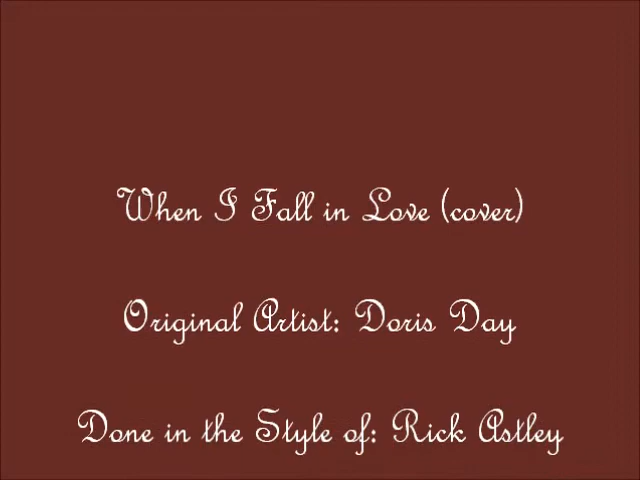 When I Fall in Love (cover)
Original Artist: Doris Day
Done in the Style of: Rick Astley